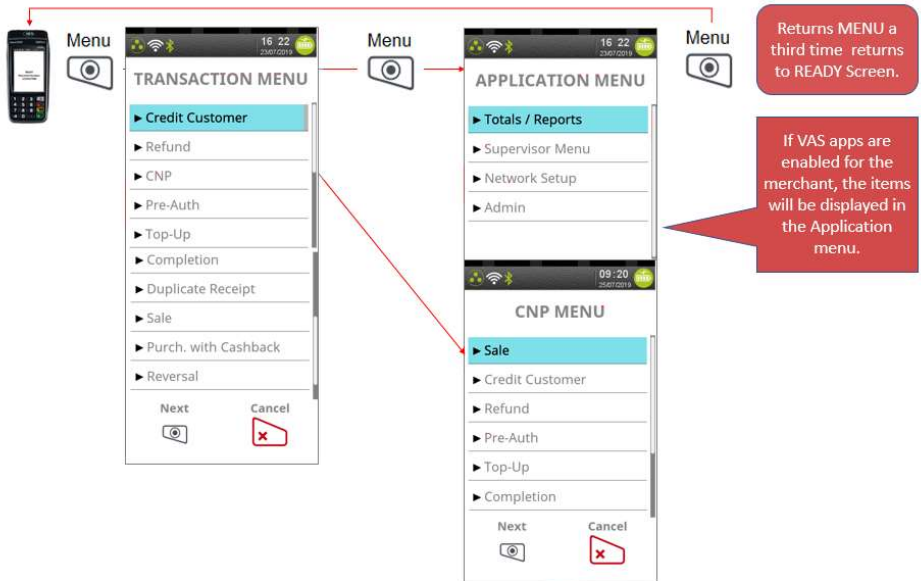 Menu
16 22
23/07/2019
TRANSACTION MENU
Credit Customer
Refund
CNP
Pre-Auth
Top-Up
Completion
Duplicate Receipt
Sale
Purch. with Cashback
Reversal
Next
Cancel
Menu
16 22
23/07/2019
APPLICATION MENU
Totals / Reports
Supervisor Menu
Network Setup
Admin
09:20
25/07/2019
CNP MENU
Sale
Credit Customer
Refund
Pre-Auth
Top-Up
Completion
Next
Cancel
Menu
Returns MENU a
third time returns
to READY Screen.
If VAS apps are
enabled for the
merchant, the items
will be displayed in
the Application
menu.